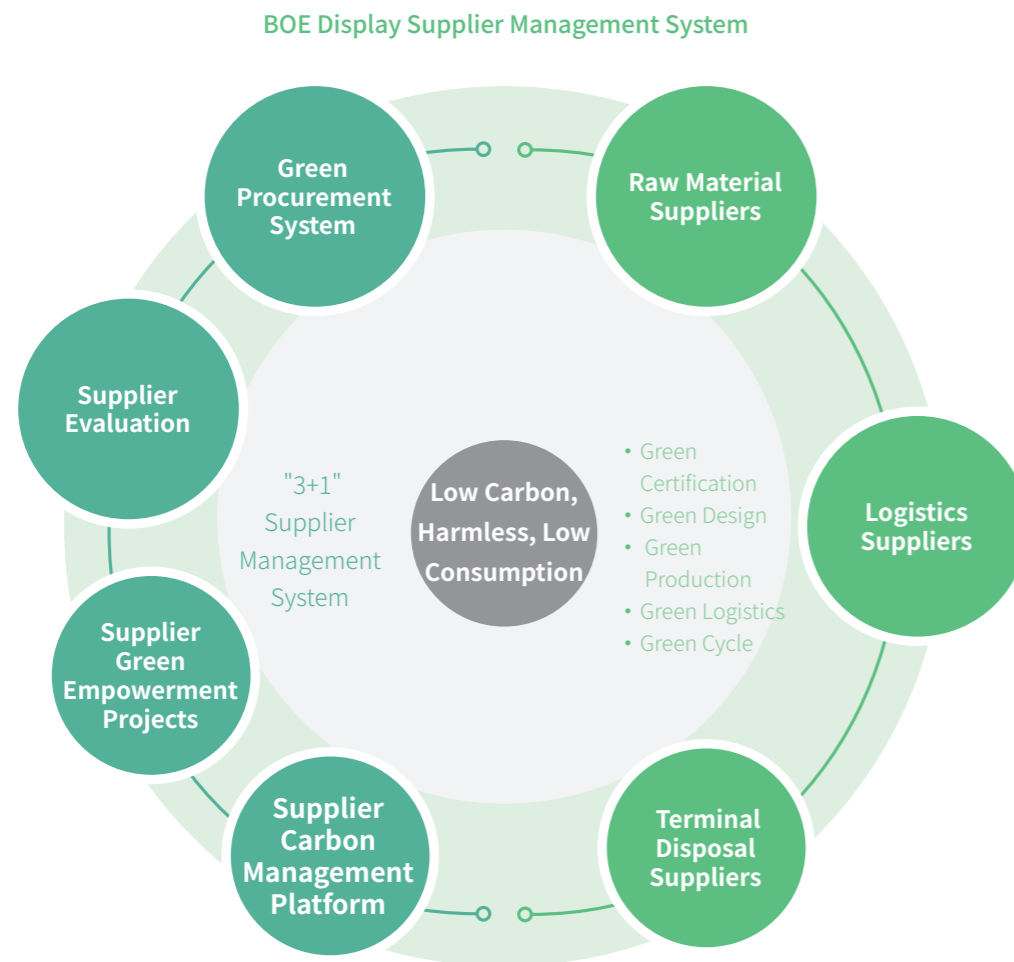 BOE Display Supplier Management System
Green
Procurement
System
Raw Material
Suppliers
Supplier
Evaluation
Logistics
Suppliers
"3+1"
Supplier
Management
System
Low Carbon,
Harmless, Low
Consumption
• Green
Certification
• Green Design
• Green
Production
• Green Logistics
• Green Cycle
Supplier
Green
Empowerment
Projects
Supplier
Carbon
Management
Platform
Terminal
Disposal
Suppliers